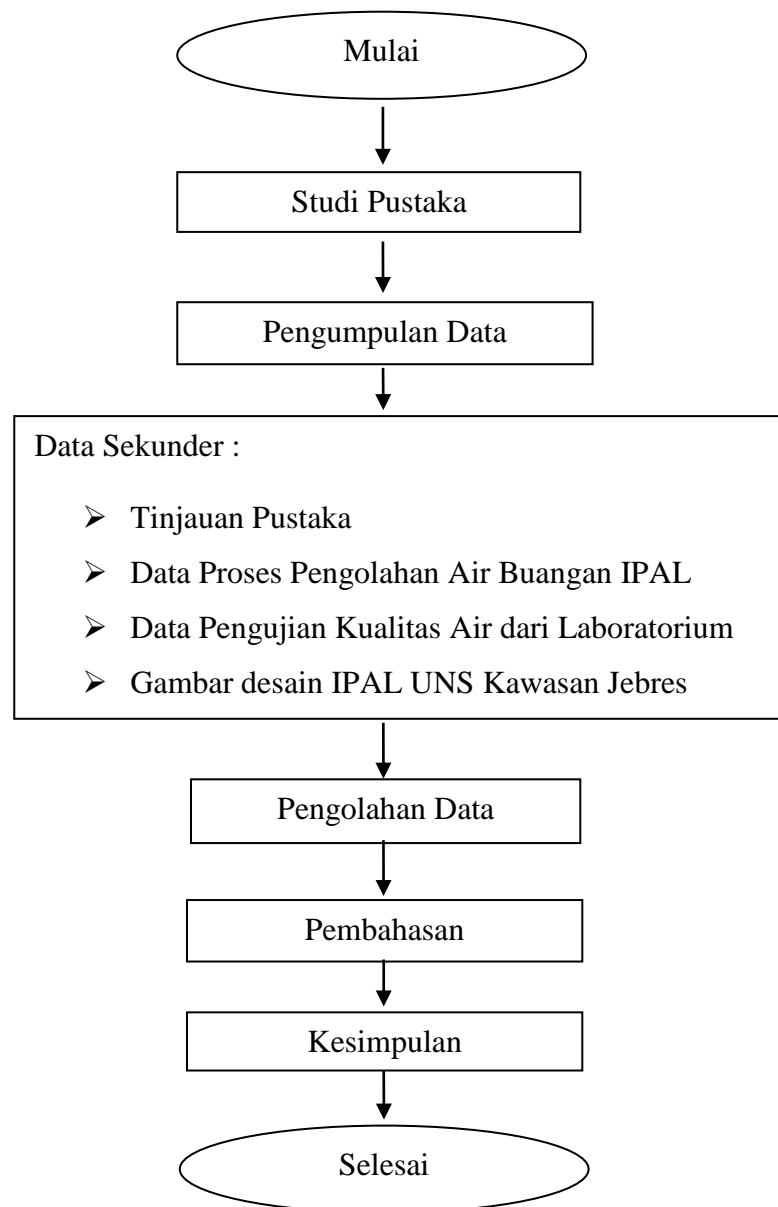 Mulai
Studi Pustaka
Pengumpulan Data
Data Sekunder :
➢ Tinjauan Pustaka
➢ Data Proses Pengolahan Air Buangan IPAL
➢ Data Pengujian Kualitas Air dari Laboratorium
➢ Gambar desain IPAL UNS Kawasan Jebres
Pengolahan Data
Pembahasan
Kesimpulan
Selesai